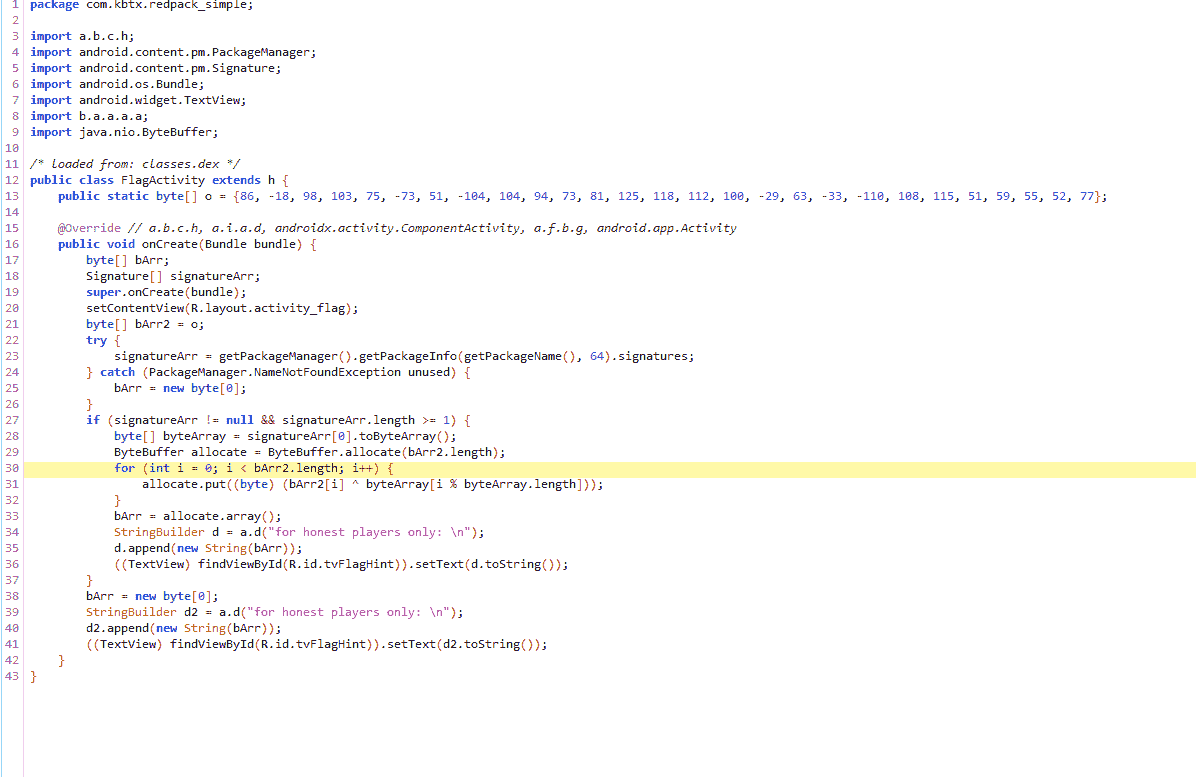 1 package com.kbtx.redpack_simple;
2
3 import a.b.c.h;
4 import android.content.pm.PackageManager;
5 import android.content.pm.Signature;
6 import android.os.Bundle;
7 import android.widget.TextView;
8 import b.a.a.a.a;
9 import java.nio.ByteBuffer;
10
11 /* loaded from: classes.dex */
12 public class FlagActivity extends h {
13     public static byte[] o = {86, -18, 98, 103, 75, -73, 51, -104, 104, 94, 73, 81, 125, 118, 112, 100, -29, 63, -33, -110, 108, 115, 51, 59, 55, 52, 77};
14
15     @Override // a.b.c.h, a.i.a.d, androidx.activity.ComponentActivity, a.f.b.g, android.app.Activity
16     public void onCreate(Bundle bundle) {
17         byte[] bArr;
18         Signature[] signatureArr;
19         super.onCreate(bundle);
20         setContentView(R.layout.activity_flag);
21         byte[] bArr2 = o;
22         try {
23             signatureArr = getPackageManager().getPackageInfo(getPackageName(), 64).signatures;
24         } catch (PackageManager.NameNotFoundException unused) {
25             bArr = new byte[0];
26         }
27         if (signatureArr != null && signatureArr.length >= 1) {
28             byte[] byteArray = signatureArr[0].toByteArray();
29             ByteBuffer allocate = ByteBuffer.allocate(bArr2.length);
30             for (int i = 0; i < bArr2.length; i++) {
31                 allocate.put((byte) (bArr2[i] ^ byteArray[i % byteArray.length]));
32             }
33             bArr = allocate.array();
34             StringBuilder d = a.d("for honest players only: \n");
35             d.append(new String(bArr));
36             ((TextView) findViewById(R.id.tvFlagHint)).setText(d.toString());
37         }
38         bArr = new byte[0];
39         StringBuilder d2 = a.d("for honest players only: \n");
40         d2.append(new String(bArr));
41         ((TextView) findViewById(R.id.tvFlagHint)).setText(d2.toString());
42     }
43 }